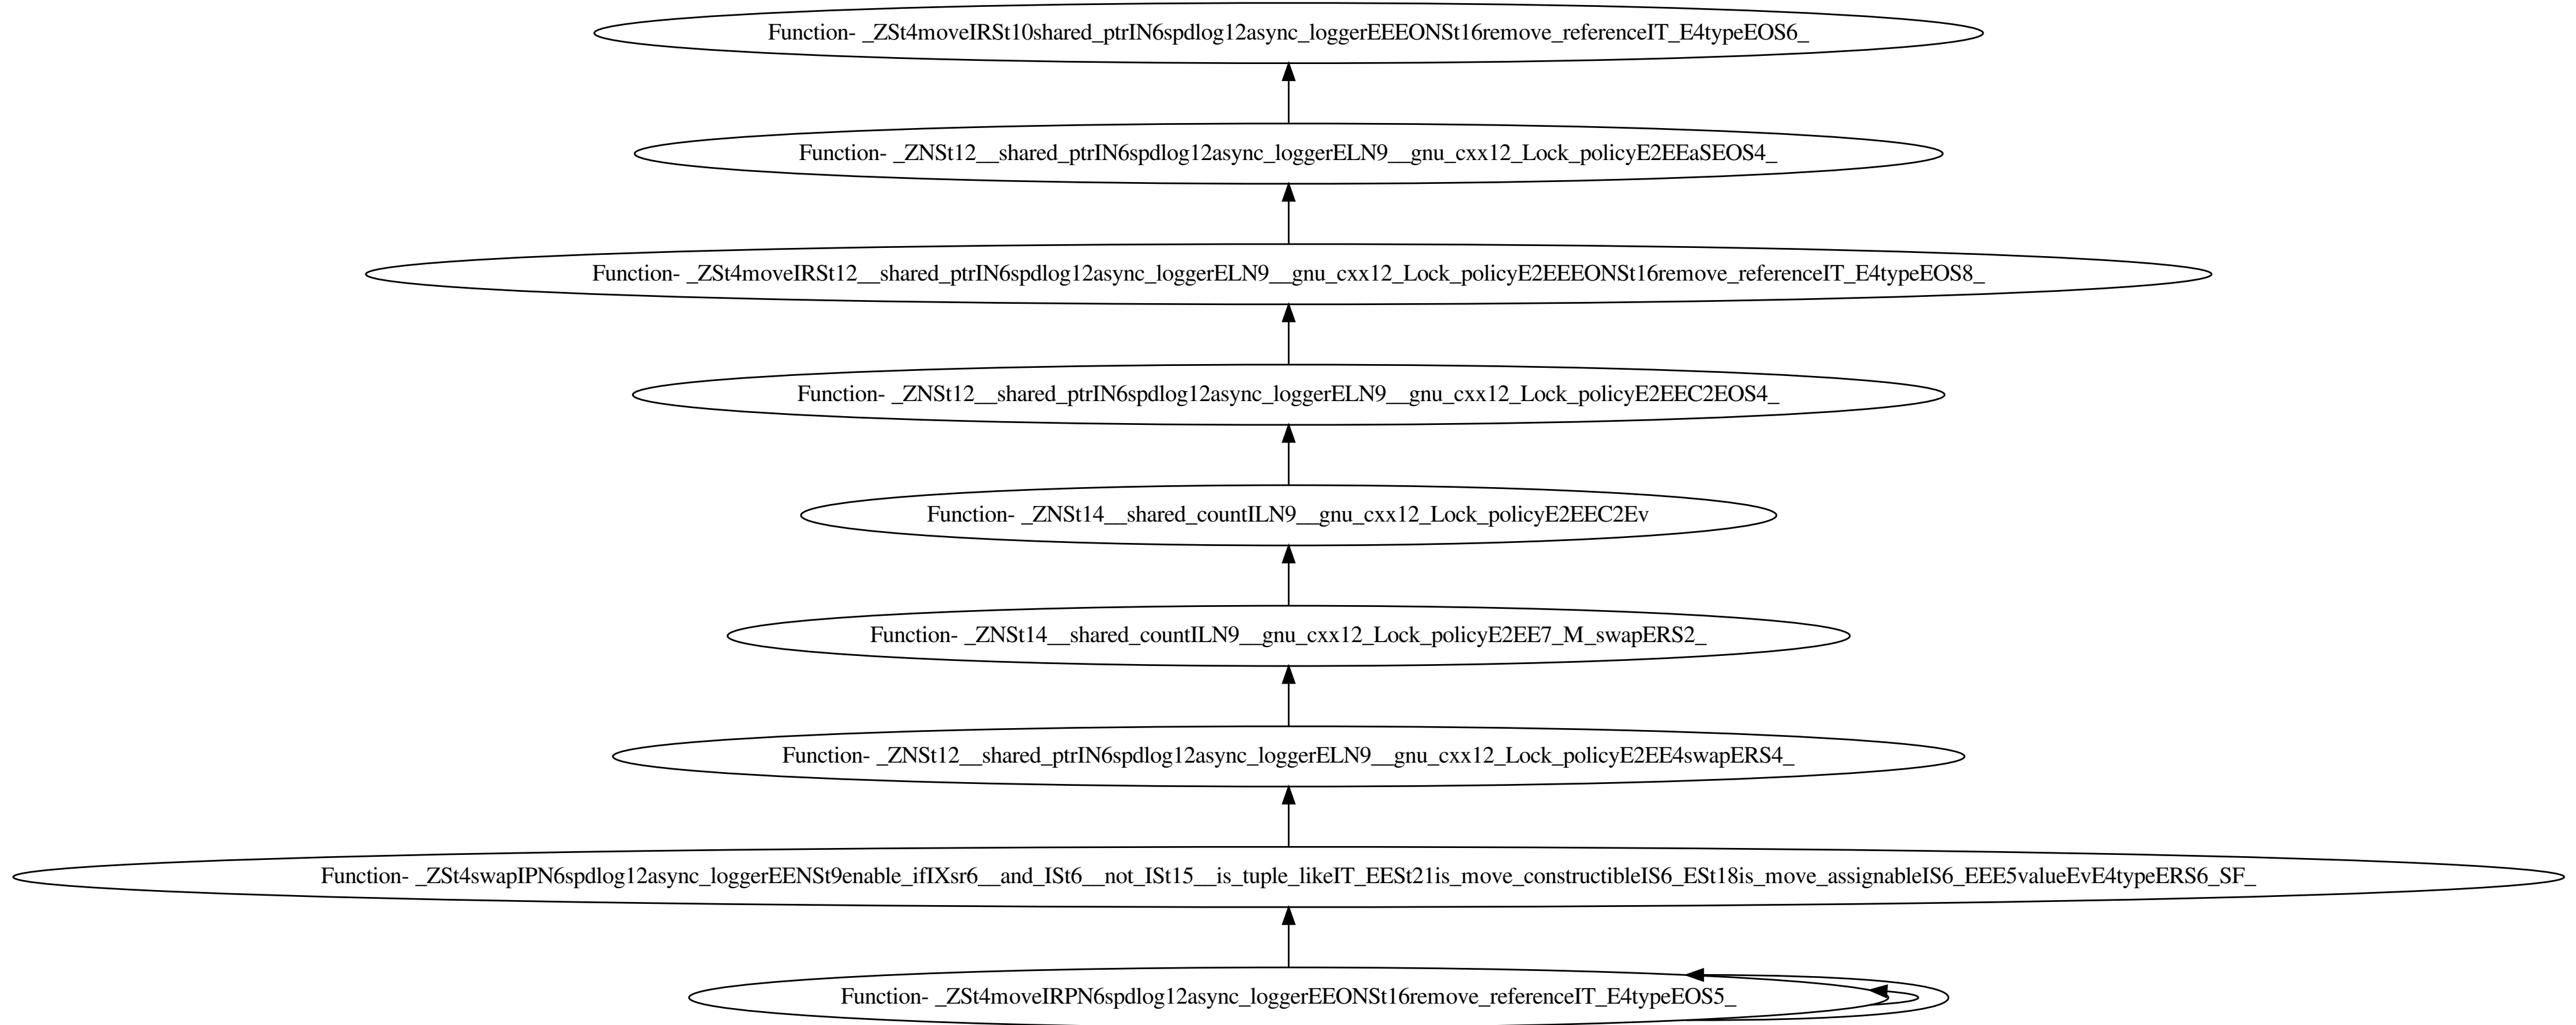 Function- _ZSt4moveIRSt10shared_ptrIN6spdlog12async_loggerEEEONSt16remove_referenceIT_E4typeEOS6_
Function- _ZNSt12__shared_ptrIN6spdlog12async_loggerELN9__gnu_cxx12_Lock_policyE2EEaSEOS4_
Function- _ZSt4moveIRSt12__shared_ptrIN6spdlog12async_loggerELN9__gnu_cxx12_Lock_policyE2EEEONSt16remove_referenceIT_E4typeEOS8_
Function- _ZNSt12__shared_ptrIN6spdlog12async_loggerELN9__gnu_cxx12_Lock_policyE2EEC2EOS4_
Function- _ZNSt14__shared_countILN9__gnu_cxx12_Lock_policyE2EEC2Ev
Function- _ZNSt14__shared_countILN9__gnu_cxx12_Lock_policyE2EE7_M_swapERS2_
Function- _ZNSt12__shared_ptrIN6spdlog12async_loggerELN9__gnu_cxx12_Lock_policyE2EE4swapERS4_
Function- _ZSt4swapIPN6spdlog12async_loggerEENSt9enable_ifIXsr6__and_ISt6__not_ISt15__is_tuple_likeIT_EESt21is_move_constructibleIS6_ESt18is_move_assignableIS6_EEE5valueEvE4typeERS6_SF_
Function- _ZSt4moveIRPN6spdlog12async_loggerEEONSt16remove_referenceIT_E4typeEOS5_